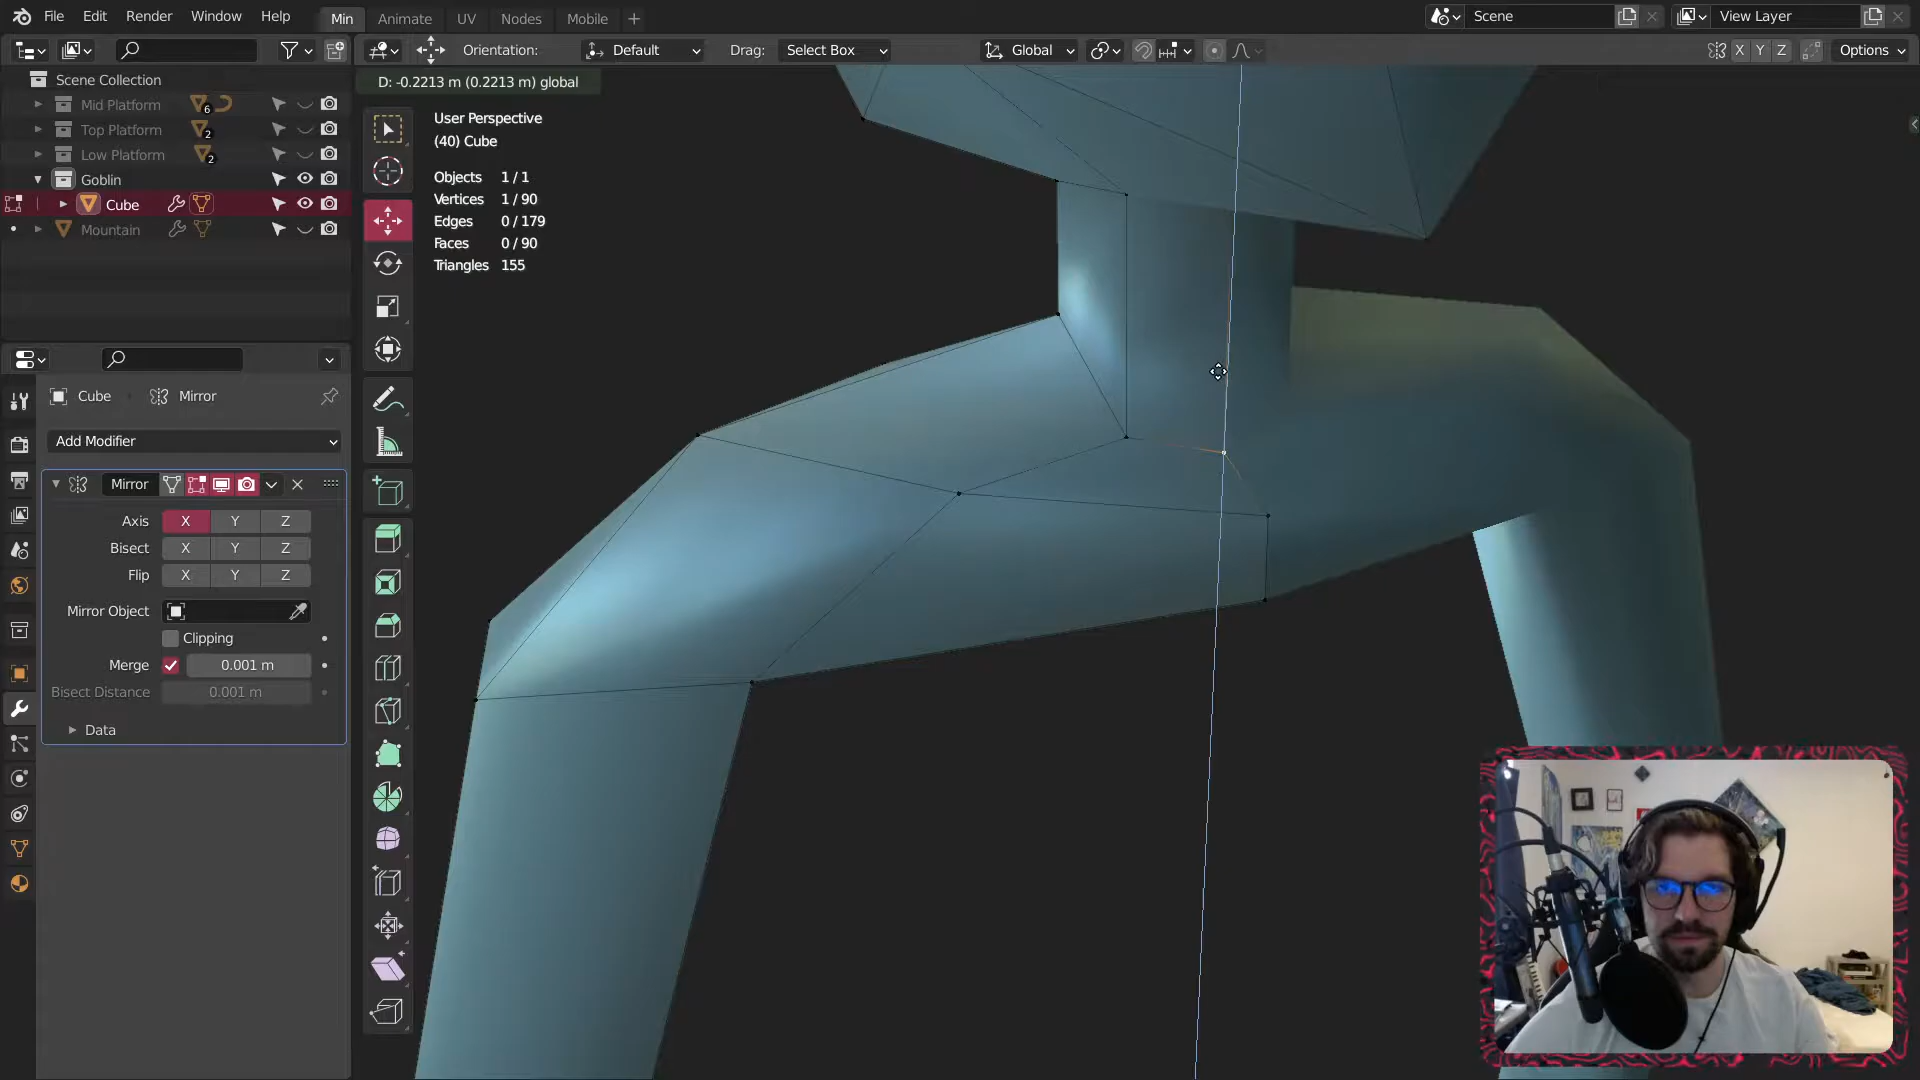 File Edit Render Window Help Min Animate UV Nodes Mobile + Scene View Layer
Orientation: Default Drag: Select Box Global X Y Z Options
Scene Collection
Mid Platform 6
Top Platform 2
Low Platform 2
Goblin
Cube
Mountain
D: -0.2213 m (0.2213 m) global
User Perspective
(40) Cube
Objects 1 / 1
Vertices 1 / 90
Edges 0 / 179
Faces 0 / 90
Triangles 155
Cube Mirror
Add Modifier
Mirror
Axis X Y Z
Bisect X Y Z
Flip X Y Z
Mirror Object
Clipping
Merge 0.001 m
Bisect Distance 0.001 m
Data